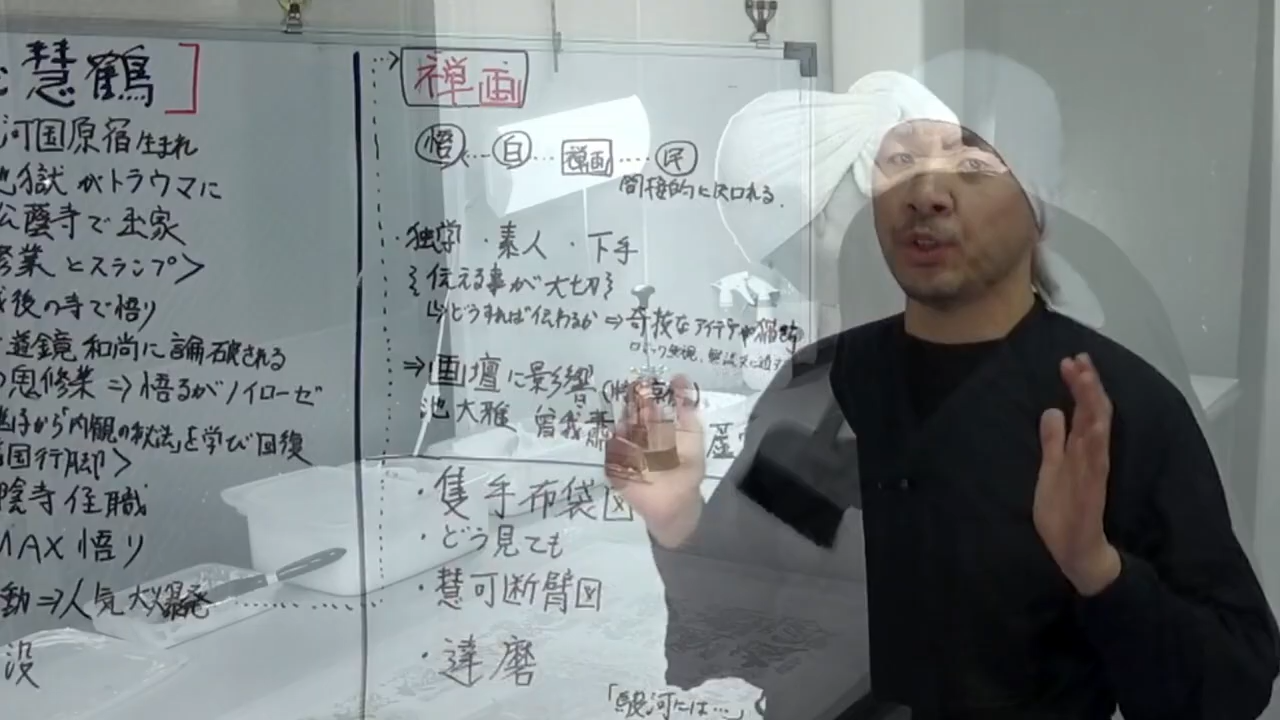 慧鶴]
河国原宿生まれ
地獄がトラウマに
公蔭寺で出家
修業とスランプ>
越後の寺で悟り
道鏡和尚に論破される
の鬼修業⇒悟るがノイローゼ
幽子から「内観の秘法」を学び回復
国行脚>
陰寺住職
MAX悟り
動⇒人気大爆発
没
禅画
悟…白…禅画…民
間接的に救われる.
・独学・素人・下手
{伝える事が大切}
↳どうすれば伝わるか⇒奇抜なアイデアや
⇒画壇に影響
池大雅 曽我蕭
・隻手布袋図
・どう見ても
・慧可断臂図
・達磨
「駿河には…」